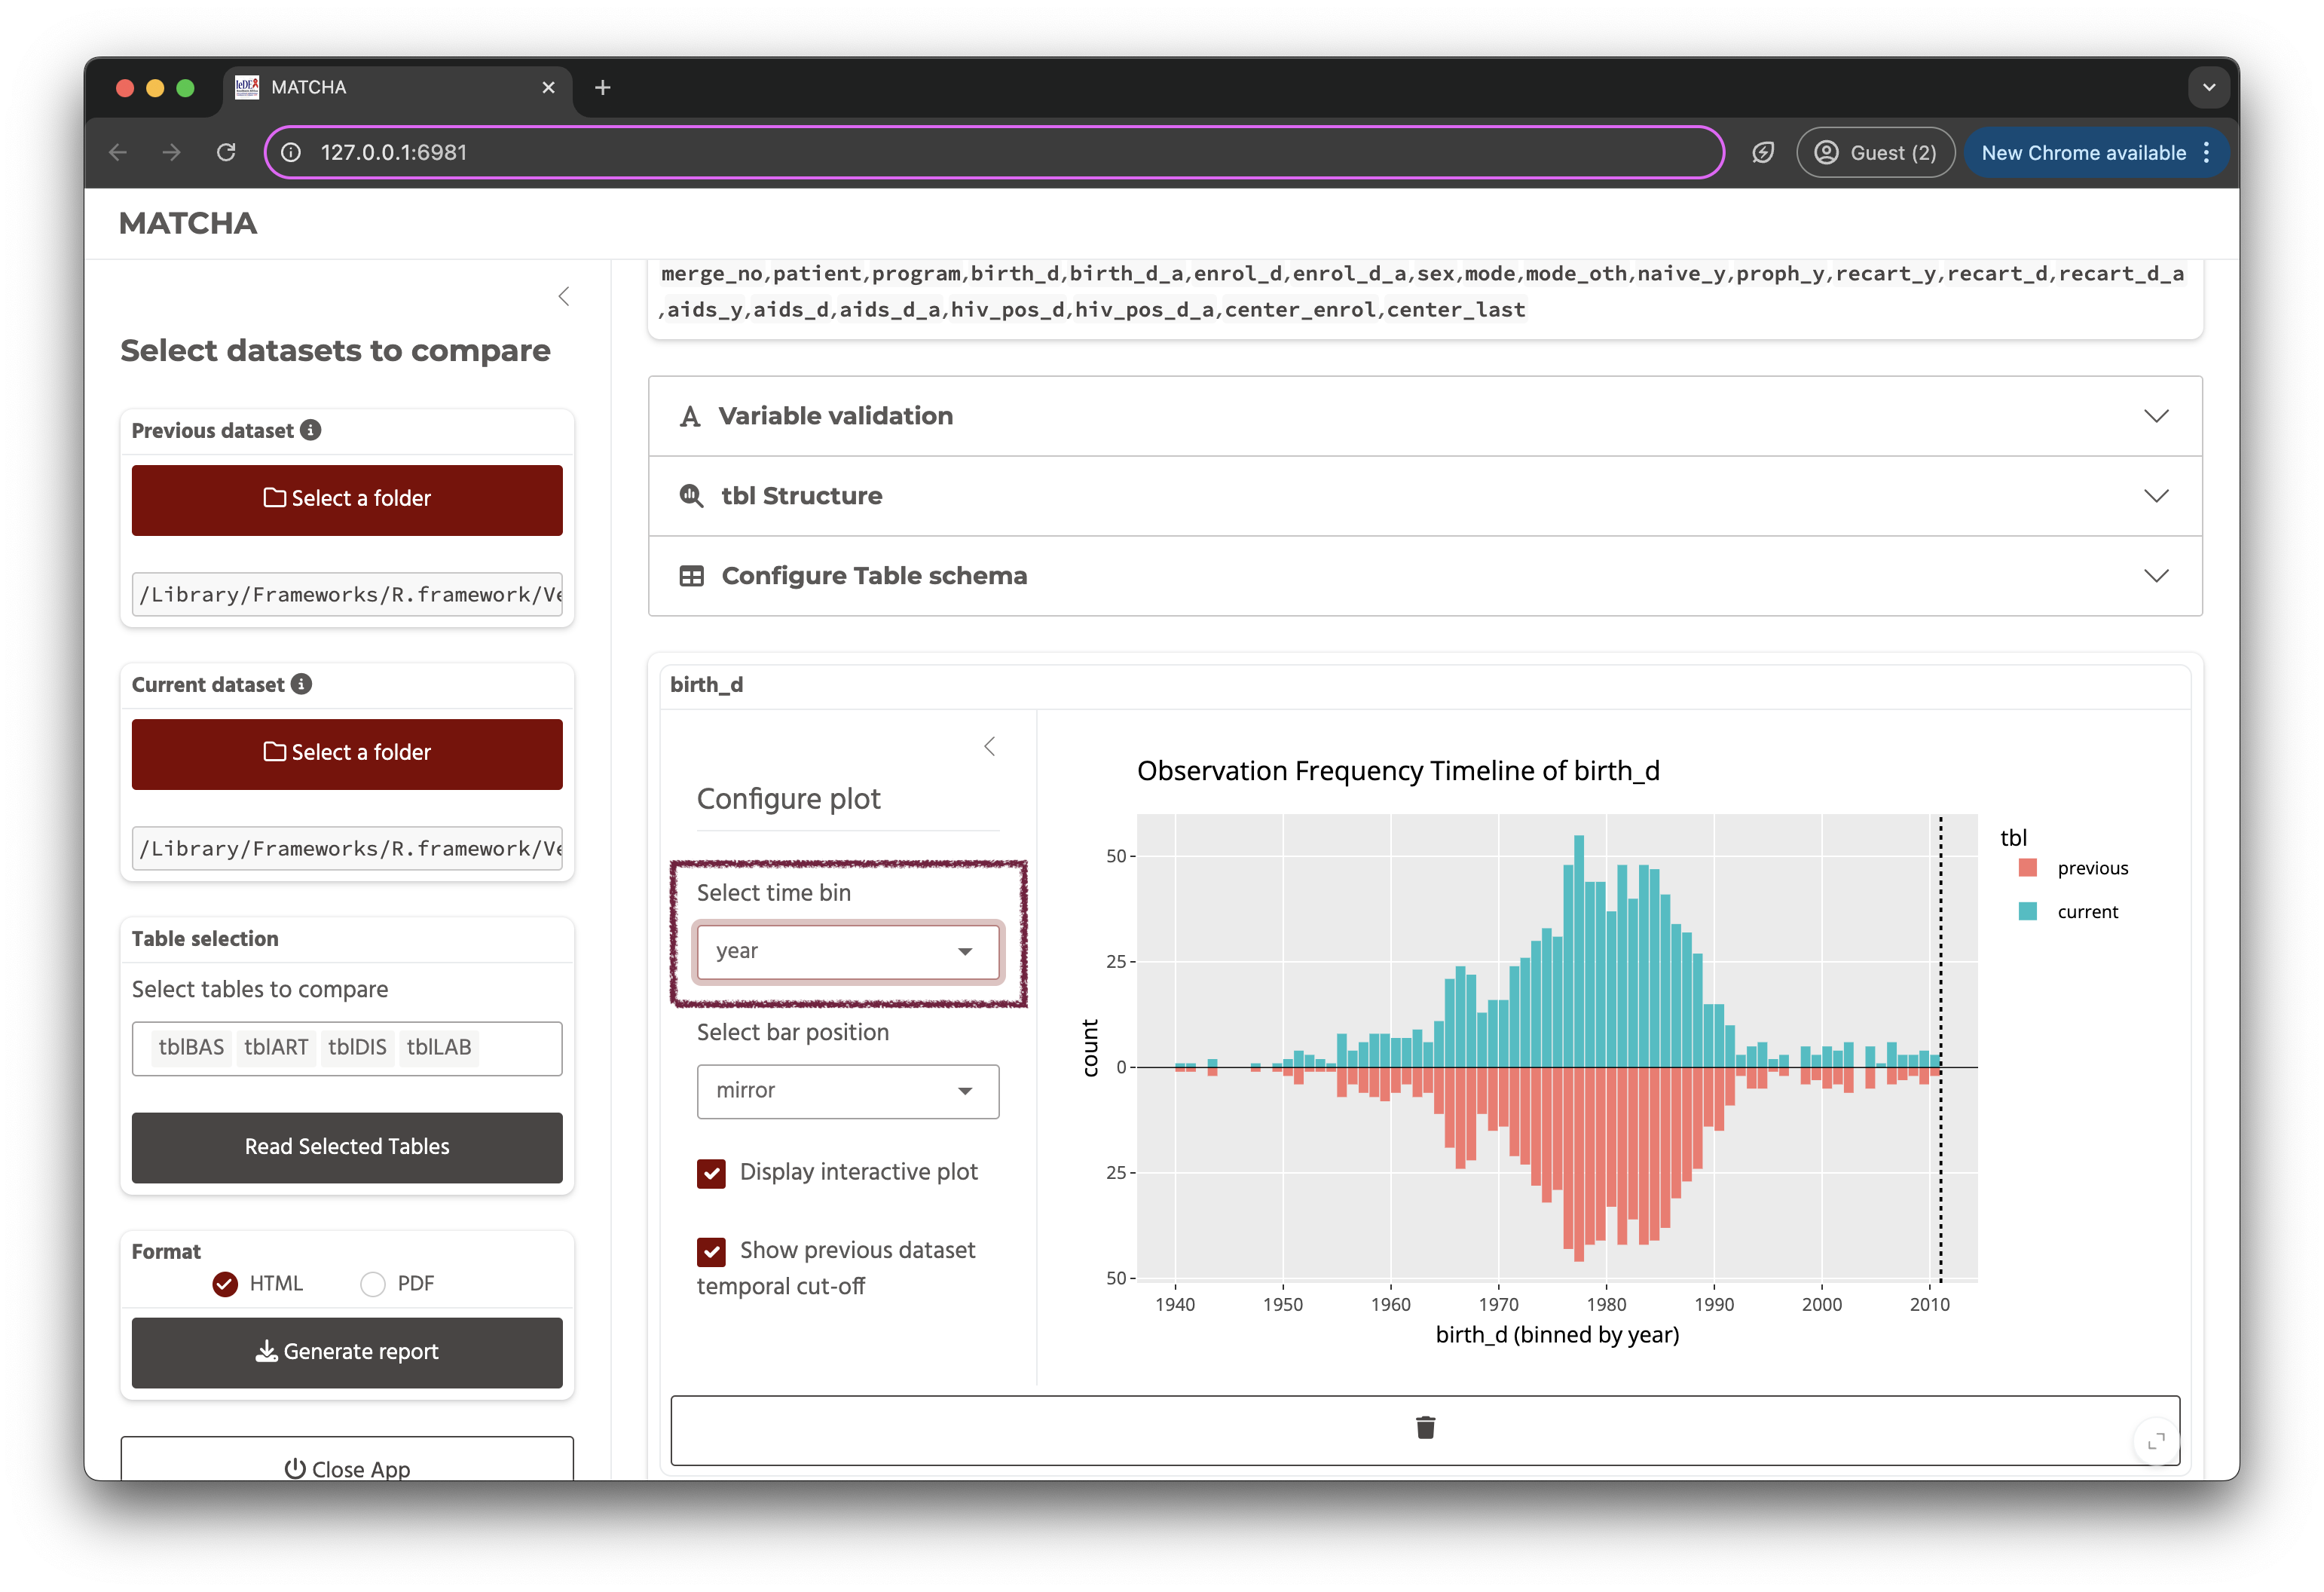 MATCHA
127.0.0.1:6981
Guest (2)
New Chrome available
MATCHA
Select datasets to compare
Previous dataset
Select a folder
/Library/Frameworks/R.framework/Ve
Current dataset
Select a folder
/Library/Frameworks/R.framework/Ve
Table selection
Select tables to compare
tblBAS tblART tblDIS tblLAB
Read Selected Tables
Format
HTML PDF
Generate report
Close App
merge_no,patient,program,birth_d,birth_d_a,enrol_d,enrol_d_a,sex,mode,mode_oth,naive_y,proph_y,recart_y,recart_d,recart_d_a
,aids_y,aids_d,aids_d_a,hiv_pos_d,hiv_pos_d_a,center_enrol,center_last
Variable validation
tbl Structure
Configure Table schema
birth_d
Configure plot
Select time bin
year
Select bar position
mirror
Display interactive plot
Show previous dataset
temporal cut-off
Observation Frequency Timeline of birth_d
count
50
25
0
25
50
1940 1950 1960 1970 1980 1990 2000 2010
birth_d (binned by year)
tbl
previous
current